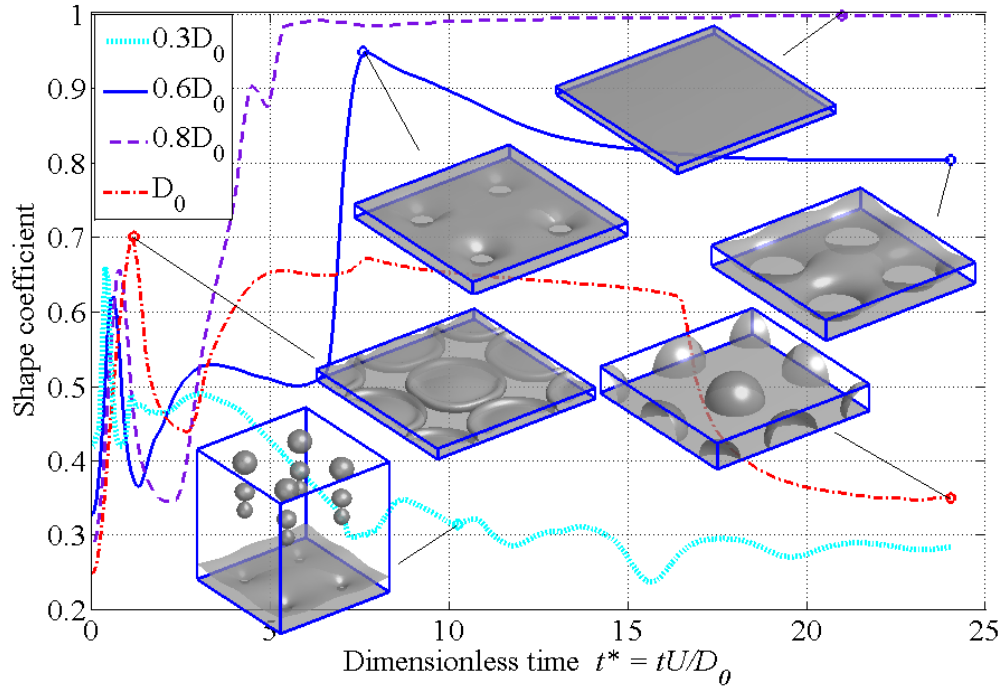 1
0.9
0.8
0.7
0.6
0.5
0.4
0.3
0.2
Shape coefficient
0.3D₀
0.6D₀
0.8D₀
D₀
0
5
10
15
20
25
Dimensionless time t* = tU/D₀